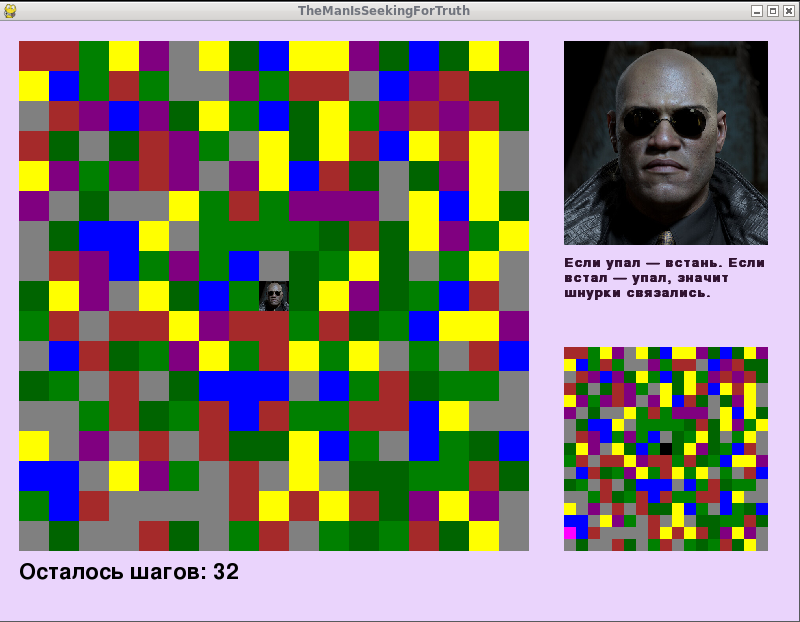 TheManIsSeekingForTruth
Если упал — встань. Если
встал — упал, значит
шнурки связались.
Осталось шагов: 32